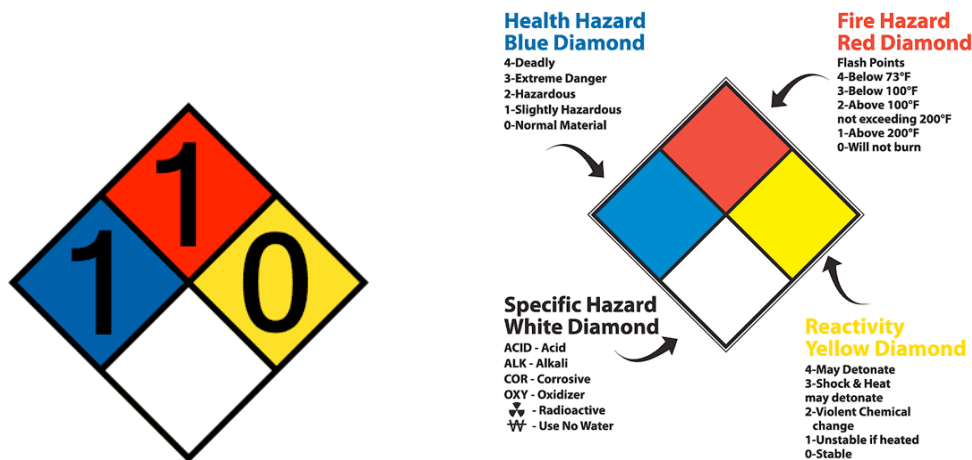 1
1
0
Health Hazard
Blue Diamond
4-Deadly
3-Extreme Danger
2-Hazardous
1-Slightly Hazardous
0-Normal Material
Fire Hazard
Red Diamond
Flash Points
4-Below 73°F
3-Below 100°F
2-Above 100°F
not exceeding 200°F
1-Above 200°F
0-Will not burn
Specific Hazard
White Diamond
ACID - Acid
ALK - Alkali
COR - Corrosive
OXY - Oxidizer
☢ - Radioactive
W̶ - Use No Water
Reactivity
Yellow Diamond
4-May Detonate
3-Shock & Heat
may detonate
2-Violent Chemical
change
1-Unstable if heated
0-Stable